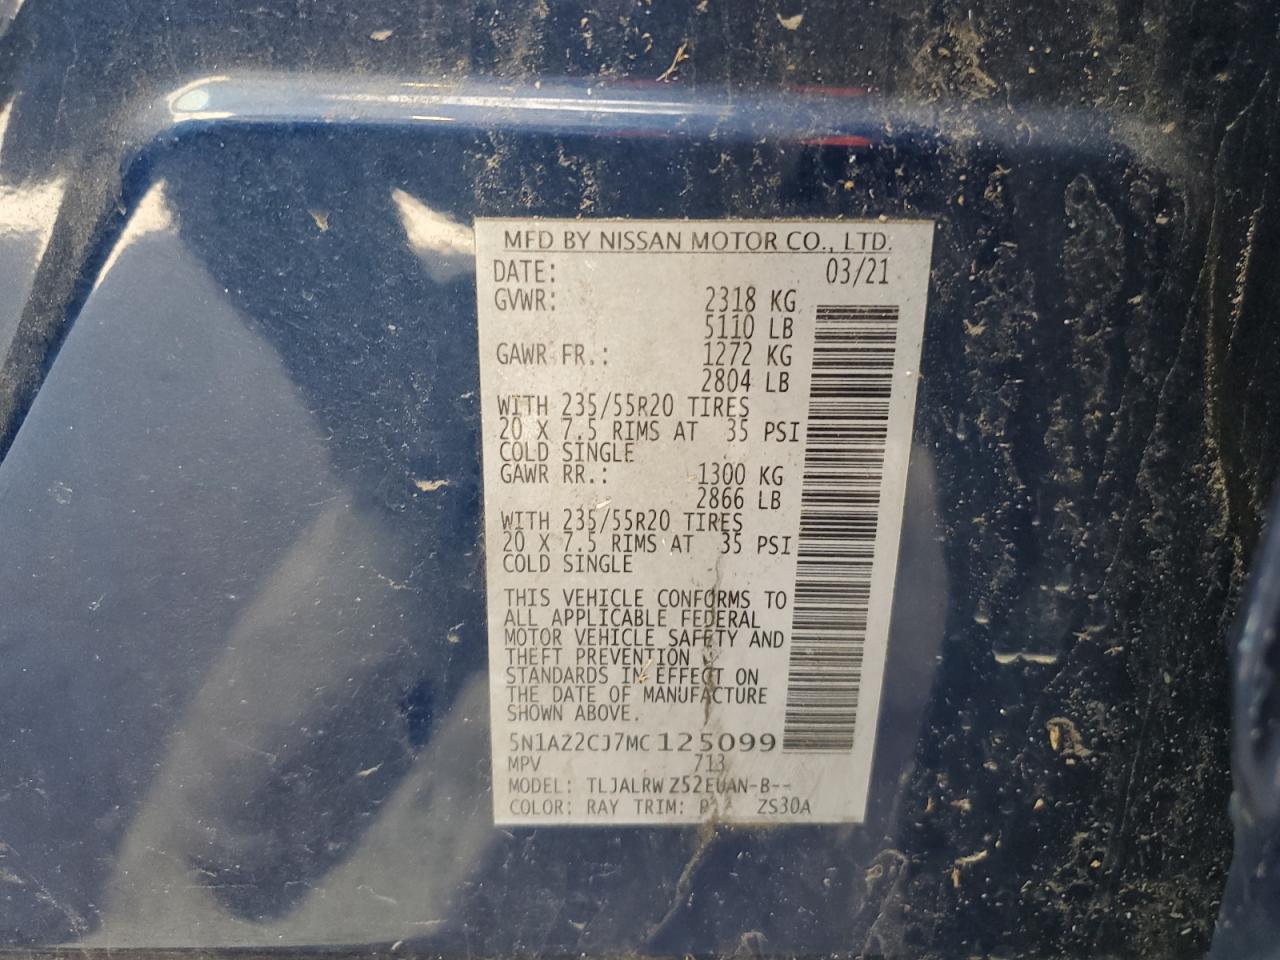 MFD BY NISSAN MOTOR CO., LTD.
DATE: 03/21
GVWR: 2318 KG
5110 LB
GAWR FR.: 1272 KG
2804 LB
WITH 235/55R20 TIRES
20 X 7.5 RIMS AT 35 PSI
COLD SINGLE
GAWR RR.: 1300 KG
2866 LB
WITH 235/55R20 TIRES
20 X 7.5 RIMS AT 35 PSI
COLD SINGLE
THIS VEHICLE CONFORMS TO
ALL APPLICABLE FEDERAL
MOTOR VEHICLE SAFETY AND
THEFT PREVENTION
STANDARDS IN EFFECT ON
THE DATE OF MANUFACTURE
SHOWN ABOVE.
5N1AZ2CJ7MC125099
MPV 713
MODEL: TLJALRWZ52EUAN-B--
COLOR: RAY TRIM: ZS30A